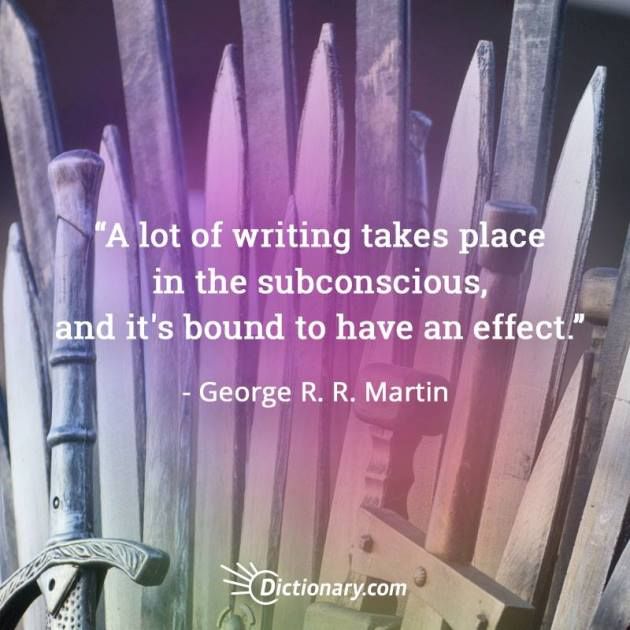 “A lot of writing takes place
in the subconscious,
and it's bound to have an effect.”
- George R. R. Martin
Dictionary.com